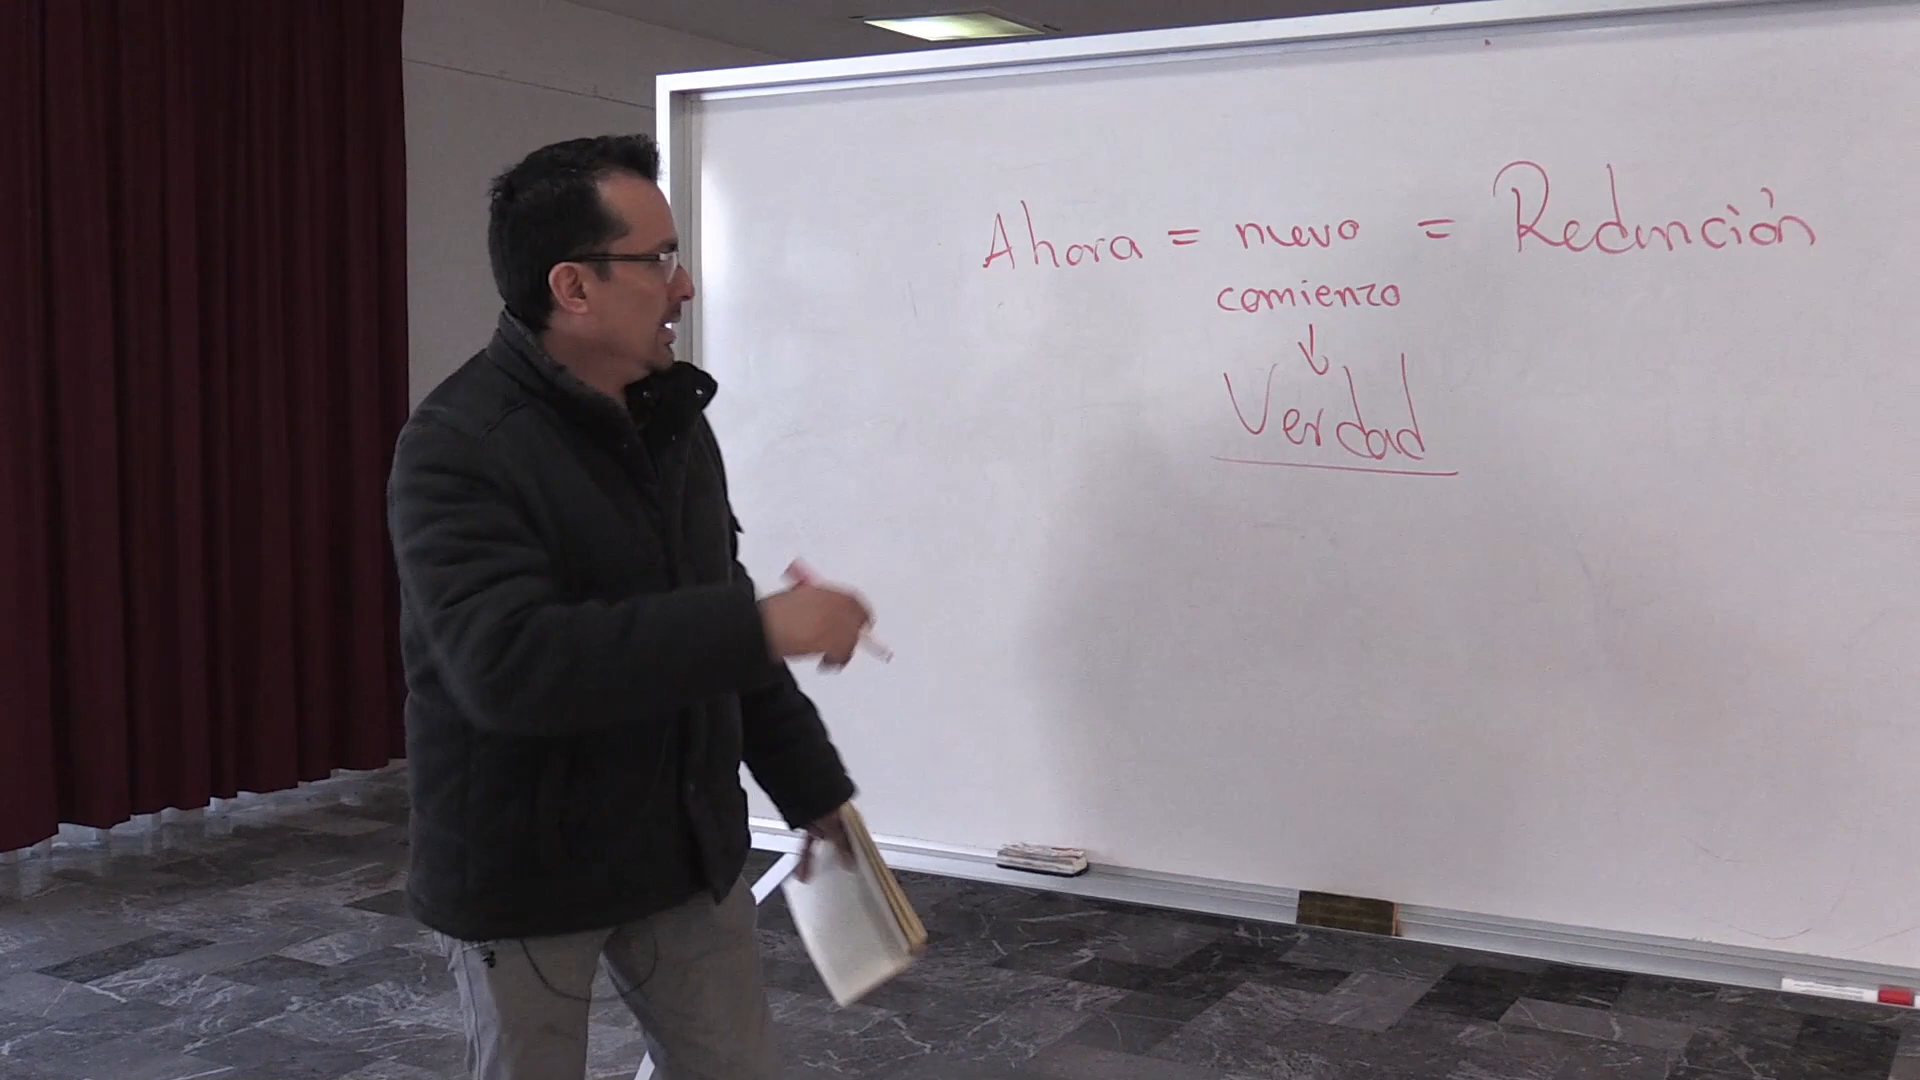 Ahora = nuevo = Redención
comienzo
↓
Verdad